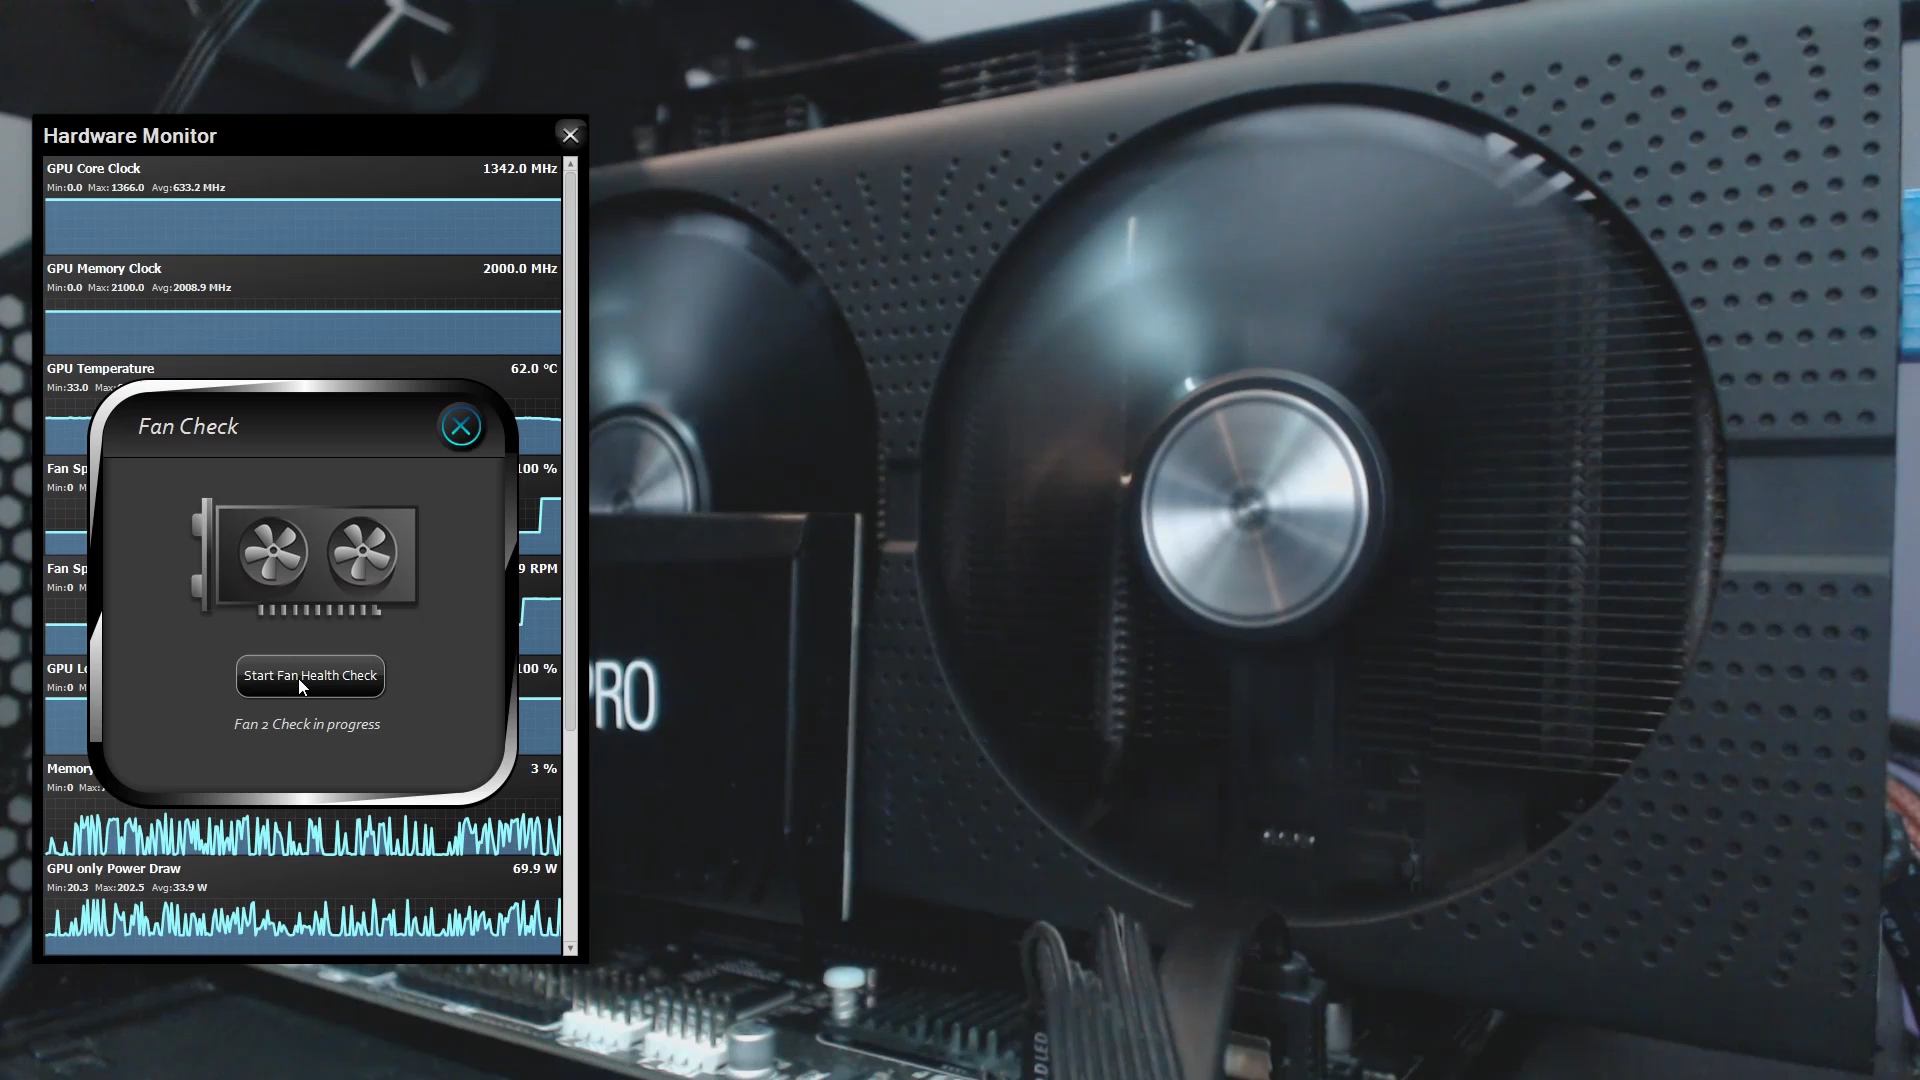 Hardware Monitor
GPU Core Clock 1342.0 MHz
Min:0.0 Max:1366.0 Avg:633.2 MHz
GPU Memory Clock 2000.0 MHz
Min:0.0 Max:2100.0 Avg:2008.9 MHz
GPU Temperature 62.0 °C
Min:33.0 Max:
Fan Check
Fan Sp 100 %
Min:0 M
Fan Sp 9 RPM
Min:0 M
GPU Lo 100 %
Min:0 M
Start Fan Health Check
Fan 2 Check in progress
PRO
Memory 3 %
Min:0 Max:
GPU only Power Draw 69.9 W
Min:20.3 Max:202.5 Avg:33.9 W